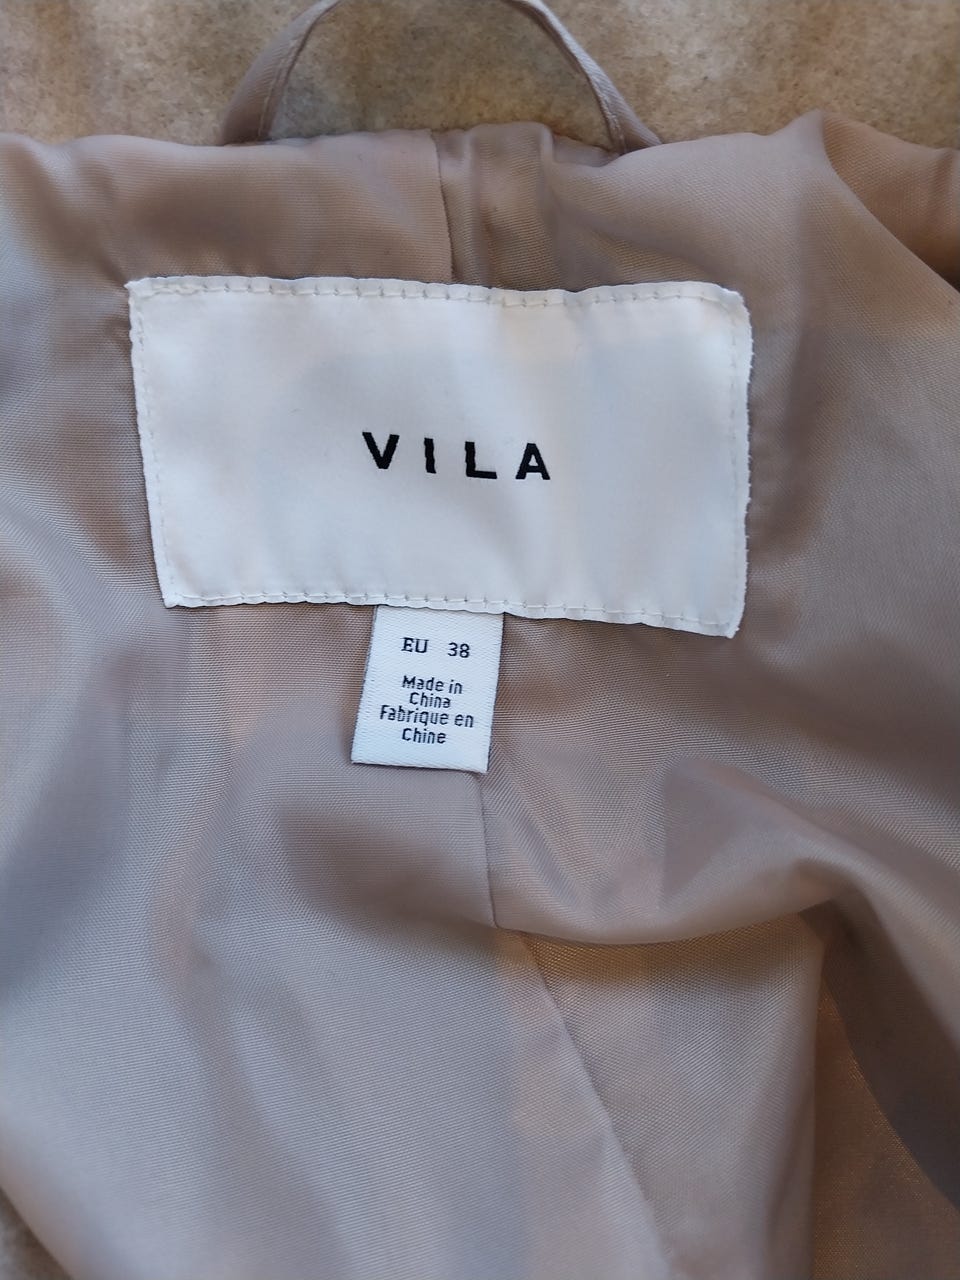 VILA
EU 38
Made in
China
Fabrique en
Chine